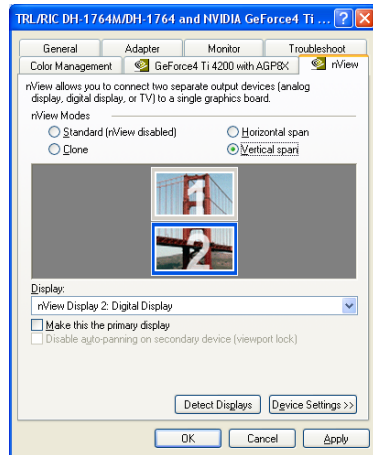 TRL/RIC DH-1764M/DH-1764 and NVIDIA GeForce4 Ti ...
General Adapter Monitor Troubleshoot
Color Management GeForce4 Ti 4200 with AGP8X nView
nView allows you to connect two separate output devices (analog
display, digital display, or TV) to a single graphics board.
nView Modes
Standard (nView disabled) Horizontal span
Clone Vertical span
1
2
Display:
nView Display 2: Digital Display
Make this the primary display
Disable auto-panning on secondary device (viewport lock)
Detect Displays Device Settings >>
OK Cancel Apply